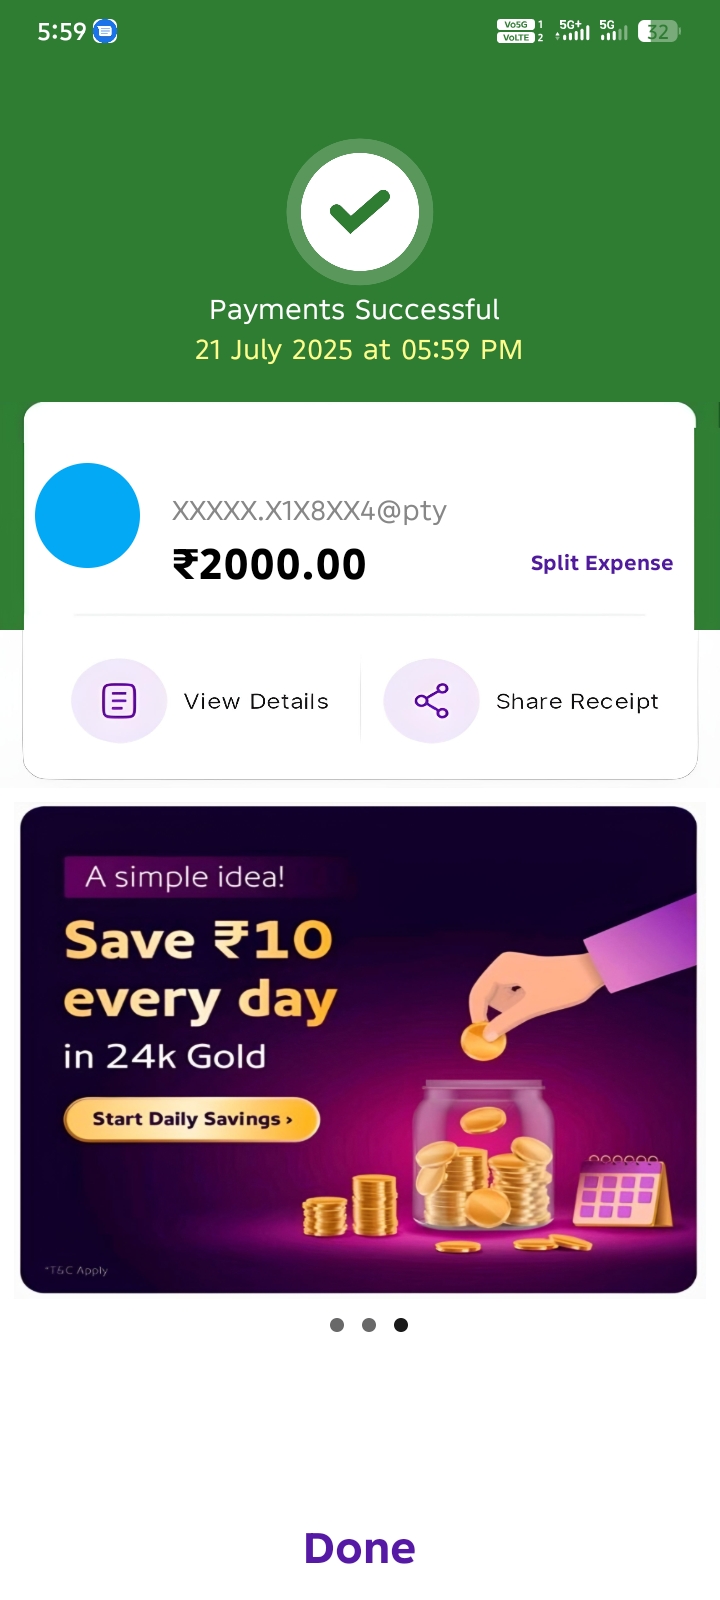 5:59
Vo5G 1
VoLTE 2
5G+
5G
32
Payments Successful
21 July 2025 at 05:59 PM
XXXXX.X1X8XX4@pty
₹2000.00
Split Expense
View Details
Share Receipt
A simple idea!
Save ₹10
every day
in 24k Gold
Start Daily Savings ›
*T&C Apply
Done